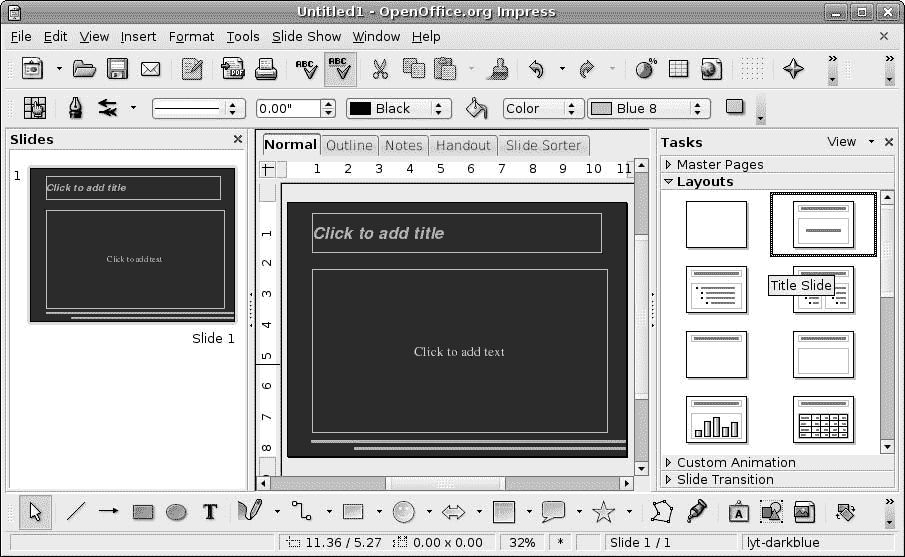 Untitled1 - OpenOffice.org Impress
File Edit View Insert Format Tools Slide Show Window Help
PDF ABC ABC
0.00" Black Color Blue 8
Slides
1
Click to add title
Click to add text
Slide 1
Normal Outline Notes Handout Slide Sorter
1 2 3 4 5 6 7 8 9 10 11
1
2
3
4
5
6
7
8
Click to add title
Click to add text
Tasks View
Master Pages
Layouts
Title Slide
Custom Animation
Slide Transition
T A
11.36 / 5.27 0.00 x 0.00 32% * Slide 1 / 1 lyt-darkblue